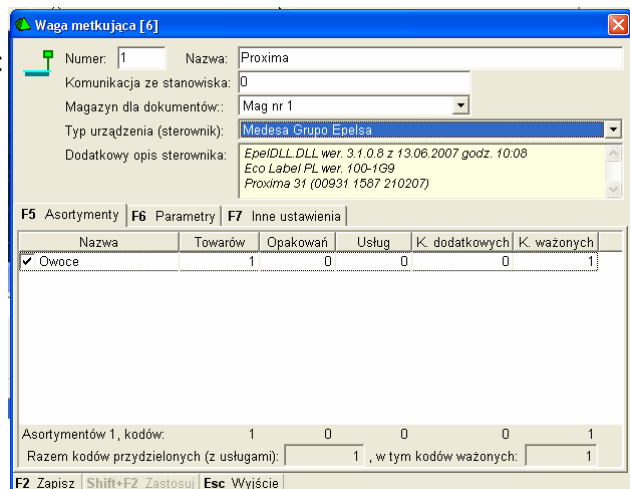 Waga metkująca [6]
Numer: 1 Nazwa: Proxima
Komunikacja ze stanowiska: 0
Magazyn dla dokumentów:: Mag nr 1
Typ urządzenia (sterownik): Medesa Grupo Epelsa
Dodatkowy opis sterownika: EpelDLL.DLL wer. 3.1.0.8 z 13.06.2007 godz. 10:08
Eco Label PL wer. 100-1G9
Proxima 31 (00931 1587 210207)
F5 Asortymenty F6 Parametry F7 Inne ustawienia
Nazwa Towarów Opakowań Usług K. dodatkowych K. ważonych
Owoce 1 0 0 0 1
Asortymentów 1, kodów: 1 0 0 0 1
Razem kodów przydzielonych (z usługami): 1 , w tym kodów ważonych: 1
F2 Zapisz Shift+F2 Zastosuj Esc Wyjście